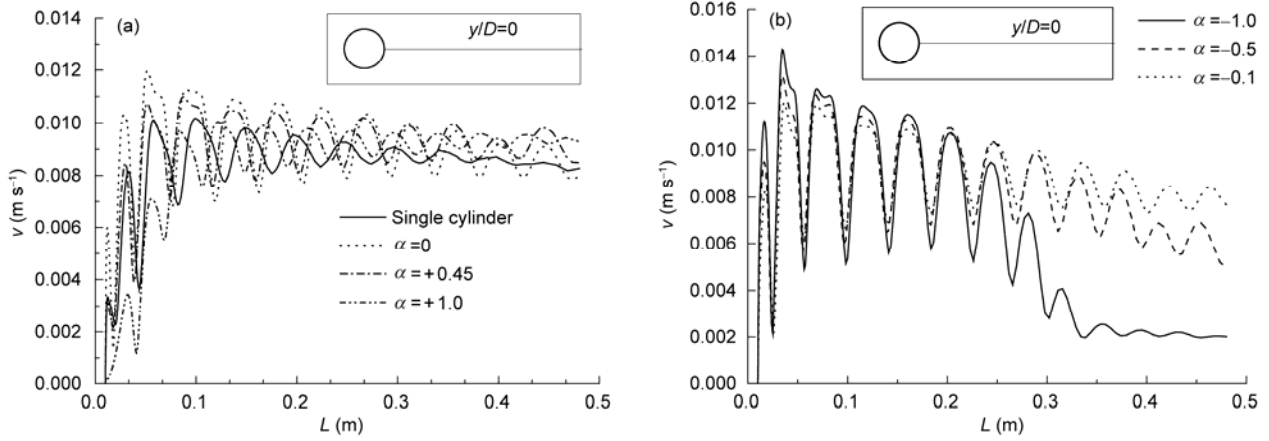 (a)
y/D=0
0.016
0.014
0.012
0.010
0.008
0.006
0.004
0.002
0.000
v (m s⁻¹)
Single cylinder
α=0
α=+0.45
α=+1.0
0.0 0.1 0.2 0.3 0.4 0.5
L (m)
(b)
y/D=0
α=–1.0
α=–0.5
α=–0.1
0.016
0.014
0.012
0.010
0.008
0.006
0.004
0.002
0.000
v (m s⁻¹)
0.0 0.1 0.2 0.3 0.4 0.5
L (m)